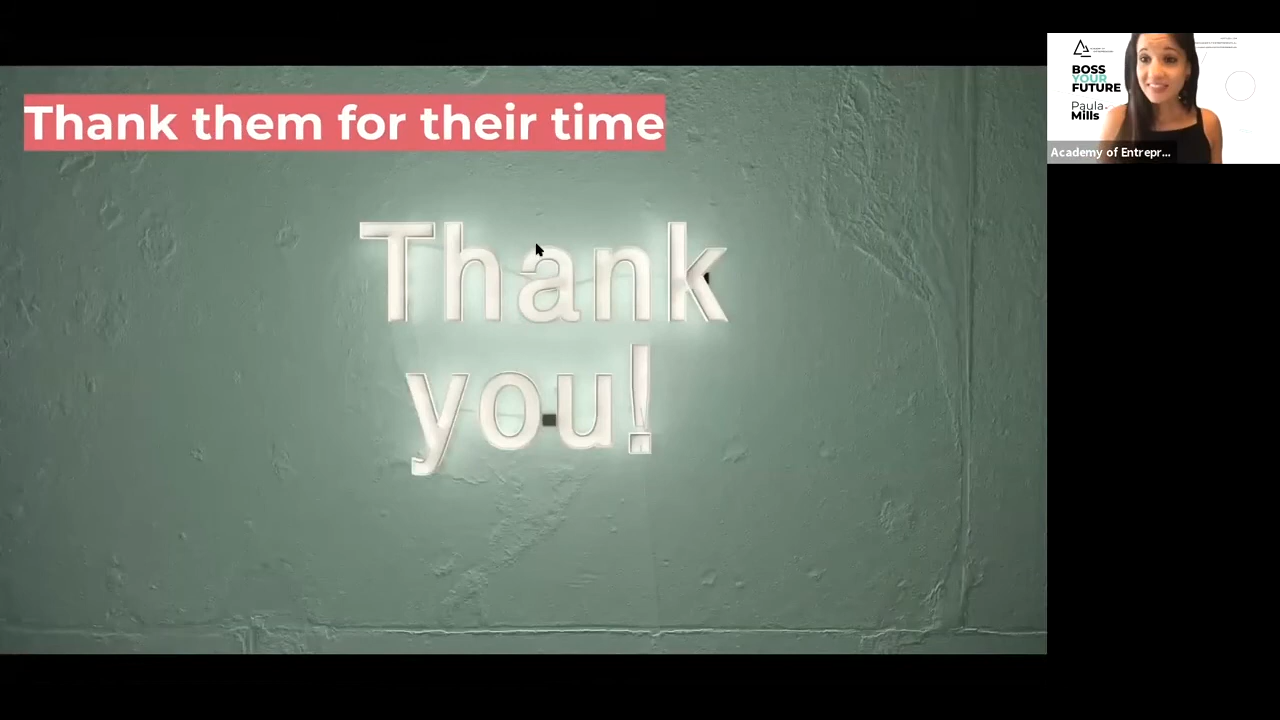 Thank them for their time
Thank
you!
BOSS
YOUR
FUTURE
Paula
Mills
Academy of Entrepr...